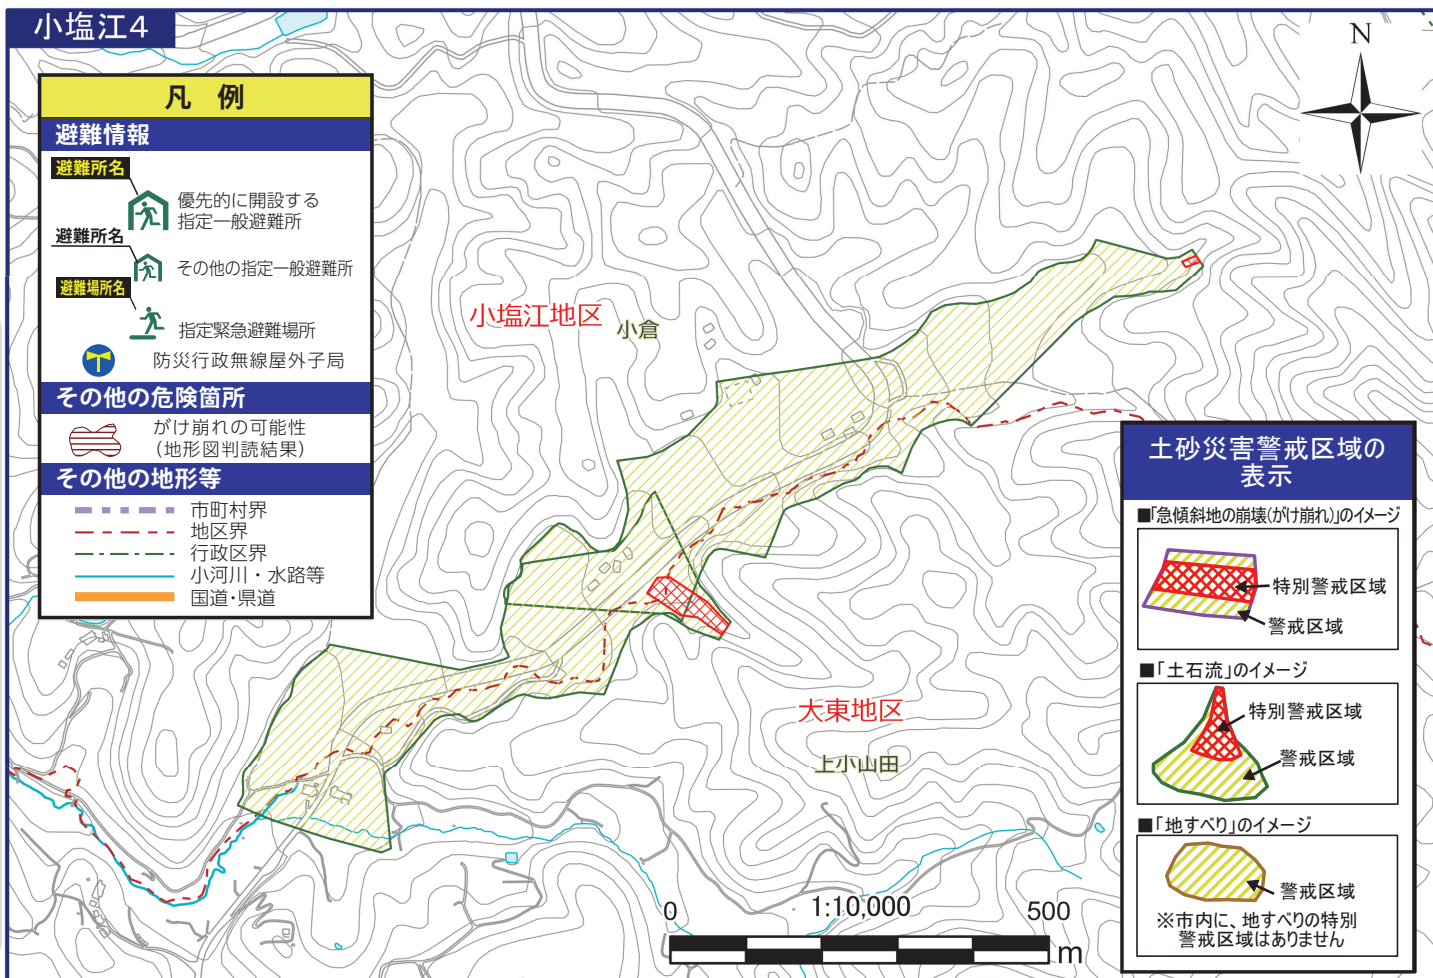 小塩江4
凡 例
避難情報
避難所名
優先的に開設する
指定一般避難所
避難所名
その他の指定一般避難所
避難場所名
指定緊急避難場所
防災行政無線屋外子局
その他の危険箇所
がけ崩れの可能性
(地形図判読結果)
その他の地形等
市町村界
地区界
行政区界
小河川・水路等
国道・県道
N
小塩江地区
小倉
大東地区
上小山田
土砂災害警戒区域の
表示
■「急傾斜地の崩壊(がけ崩れ)」のイメージ
特別警戒区域
警戒区域
■「土石流」のイメージ
特別警戒区域
警戒区域
■「地すべり」のイメージ
警戒区域
※市内に、地すべりの特別
警戒区域はありません
0 1:10,000 500
m